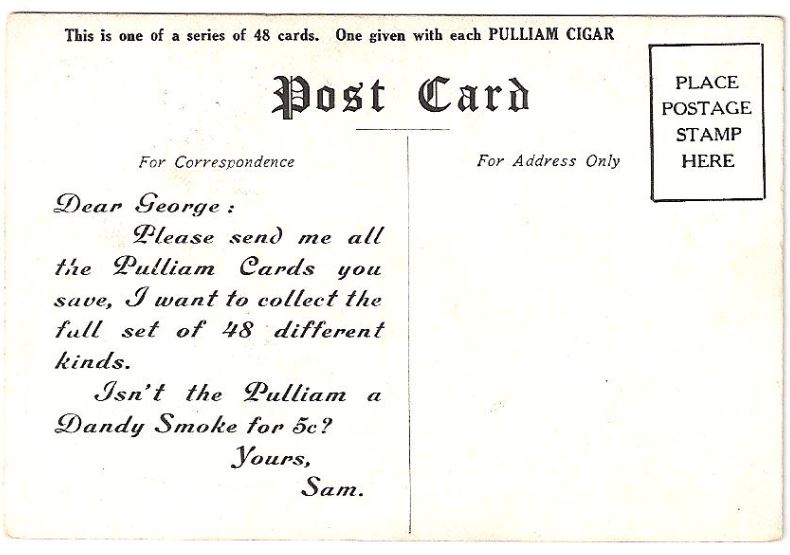 This is one of a series of 48 cards. One given with each PULLIAM CIGAR
Post Card
PLACE
POSTAGE
STAMP
HERE
For Correspondence
For Address Only
Dear George:
Please send me all
the Pulliam Cards you
save, I want to collect the
full set of 48 different
kinds.
Isn't the Pulliam a
Dandy Smoke for 5c?
Yours,
Sam.